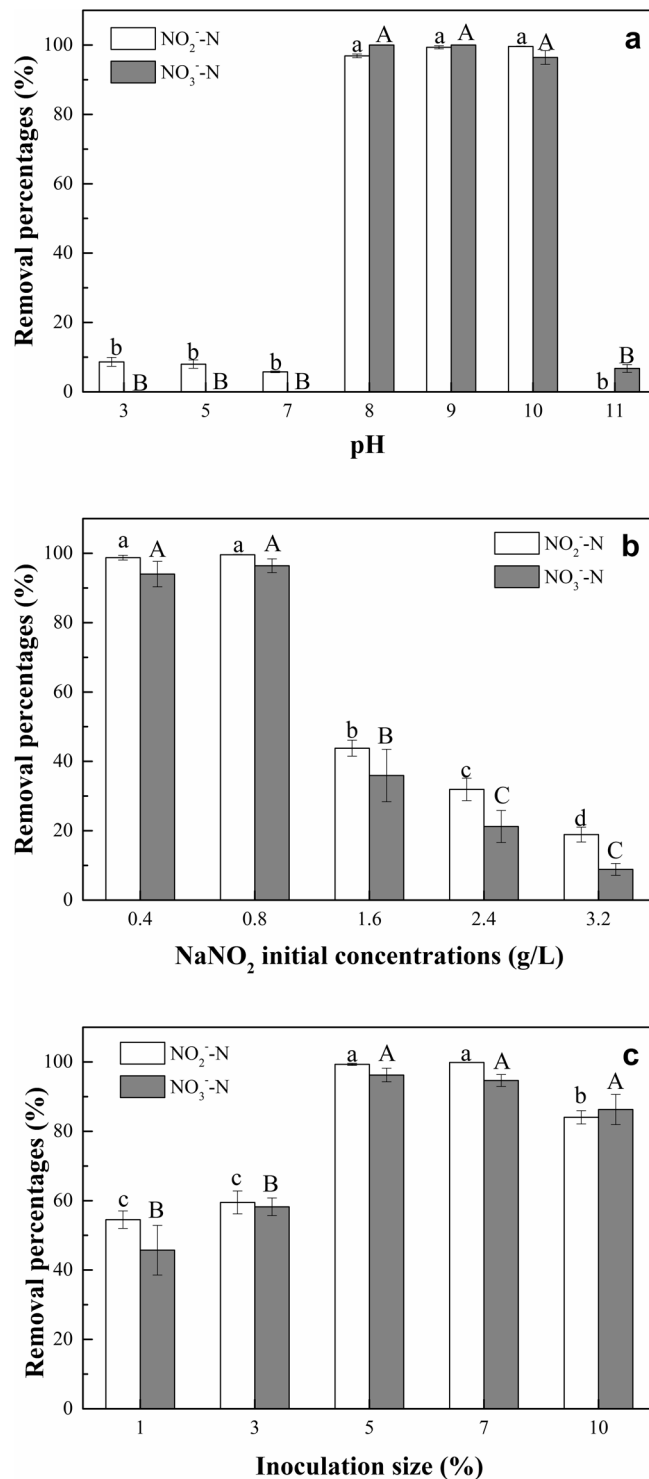 NO₂⁻-N
NO₃⁻-N
a
Removal percentages (%)
100
80
60
40
20
0
b B b B b B a A a A a A b B
3 5 7 8 9 10 11
pH
NO₂⁻-N
NO₃⁻-N
b
Removal percentages (%)
100
80
60
40
20
0
a A a A b B c C d C
0.4 0.8 1.6 2.4 3.2
NaNO₂ initial concentrations (g/L)
NO₂⁻-N
NO₃⁻-N
c
Removal percentages (%)
100
80
60
40
20
0
c B c B a A a A b A
1 3 5 7 10
Inoculation size (%)